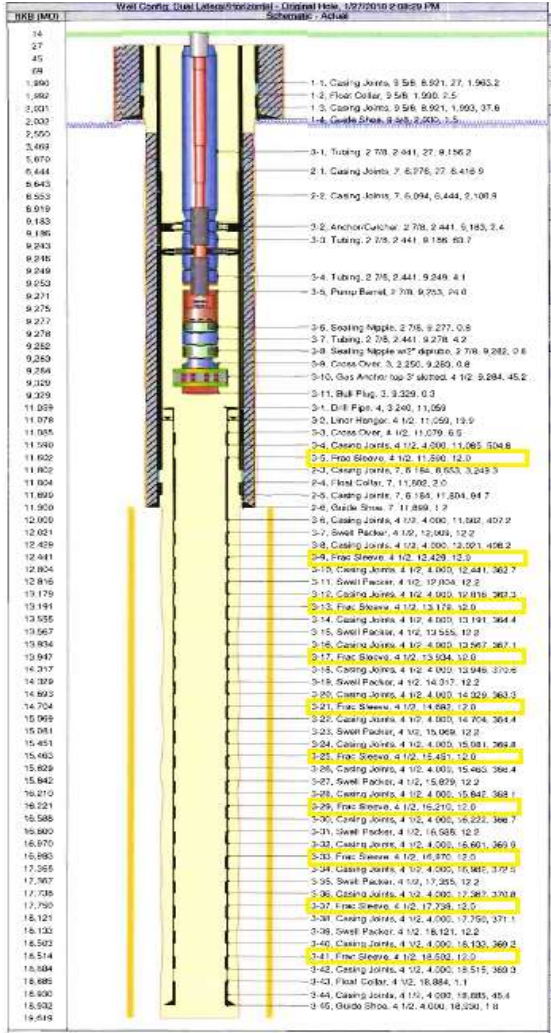 Well Config: Dual Lateral/Horizontal - Original Hole, 1/27/2010 2:08:29 PM
ftKB (MD)
Schematic - Actual
14
27
45
69
1,990
1,992
2,031
2,032
2,550
3,469
5,870
6,444
6,643
8,553
8,919
9,183
9,186
9,243
9,246
9,249
9,253
9,271
9,275
9,277
9,278
9,282
9,283
9,284
9,329
9,329
11,059
11,078
11,085
11,590
11,602
11,802
11,804
11,899
11,900
12,009
12,021
12,429
12,441
12,804
12,816
13,179
13,191
13,555
13,567
13,934
13,947
14,317
14,329
14,693
14,704
15,069
15,081
15,451
15,463
15,829
15,842
16,210
16,221
16,588
16,600
16,970
16,983
17,355
17,367
17,738
17,750
18,121
18,133
18,503
18,514
18,884
18,885
18,930
18,932
19,619
1-1, Casing Joints, 9 5/8, 8.921, 27, 1,963.2
1-2, Float Collar, 9 5/8, 1,990, 2.5
1-3, Casing Joints, 9 5/8, 8.921, 1,993, 37.8
1-4, Guide Shoe, 9 5/8, 2,030, 1.5
3-1, Tubing, 2 7/8, 2.441, 27, 9,156.2
2-1, Casing Joints, 7, 6.276, 27, 6,416.9
2-2, Casing Joints, 7, 6.094, 6,444, 2,108.9
3-2, Anchor/Catcher, 2 7/8, 2.441, 9,183, 2.4
3-3, Tubing, 2 7/8, 2.441, 9,186, 63.7
3-4, Tubing, 2 7/8, 2.441, 9,249, 4.1
3-5, Pump Barrel, 2 7/8, 9,253, 24.0
3-6, Seating Nipple, 2 7/8, 9,277, 0.8
3-7, Tubing, 2 7/8, 2.441, 9,278, 4.2
3-8, Seating Nipple w/2" diptube, 2 7/8, 9,282, 0.8
3-9, Cross Over, 3, 2.250, 9,283, 0.8
3-10, Gas Anchor top 3' slotted, 4 1/2, 9,284, 45.2
3-11, Bull Plug, 3, 9,329, 0.3
3-1, Drill Pipe, 4, 3.240, 11,059
3-2, Liner Hanger, 4 1/2, 11,059, 19.9
3-3, Cross Over, 4 1/2, 11,079, 6.5
3-4, Casing Joints, 4 1/2, 4.000, 11,085, 504.8
3-5, Frac Sleeve, 4 1/2, 11,590, 12.0
2-3, Casing Joints, 7, 6.184, 8,553, 3,249.3
2-4, Float Collar, 7, 11,802, 2.0
2-5, Casing Joints, 7, 6.184, 11,804, 94.7
2-6, Guide Shoe, 7, 11,899, 1.2
3-6, Casing Joints, 4 1/2, 4.000, 11,602, 407.2
3-7, Swell Packer, 4 1/2, 12,009, 12.2
3-8, Casing Joints, 4 1/2, 4.000, 12,021, 408.2
3-9, Frac Sleeve, 4 1/2, 12,429, 12.0
3-10, Casing Joints, 4 1/2, 4.000, 12,441, 362.7
3-11, Swell Packer, 4 1/2, 12,804, 12.2
3-12, Casing Joints, 4 1/2, 4.000, 12,816, 362.3
3-13, Frac Sleeve, 4 1/2, 13,179, 12.0
3-14, Casing Joints, 4 1/2, 4.000, 13,191, 364.4
3-15, Swell Packer, 4 1/2, 13,555, 12.2
3-16, Casing Joints, 4 1/2, 4.000, 13,567, 367.1
3-17, Frac Sleeve, 4 1/2, 13,934, 12.0
3-18, Casing Joints, 4 1/2, 4.000, 13,946, 370.6
3-19, Swell Packer, 4 1/2, 14,317, 12.2
3-20, Casing Joints, 4 1/2, 4.000, 14,329, 363.3
3-21, Frac Sleeve, 4 1/2, 14,692, 12.0
3-22, Casing Joints, 4 1/2, 4.000, 14,704, 364.4
3-23, Swell Packer, 4 1/2, 15,069, 12.2
3-24, Casing Joints, 4 1/2, 4.000, 15,081, 369.8
3-25, Frac Sleeve, 4 1/2, 15,451, 12.0
3-26, Casing Joints, 4 1/2, 4.000, 15,463, 366.4
3-27, Swell Packer, 4 1/2, 15,829, 12.2
3-28, Casing Joints, 4 1/2, 4.000, 15,842, 368.1
3-29, Frac Sleeve, 4 1/2, 16,210, 12.0
3-30, Casing Joints, 4 1/2, 4.000, 16,222, 366.7
3-31, Swell Packer, 4 1/2, 16,588, 12.2
3-32, Casing Joints, 4 1/2, 4.000, 16,601, 369.9
3-33, Frac Sleeve, 4 1/2, 16,970, 12.0
3-34, Casing Joints, 4 1/2, 4.000, 16,982, 372.5
3-35, Swell Packer, 4 1/2, 17,355, 12.2
3-36, Casing Joints, 4 1/2, 4.000, 17,367, 370.8
3-37, Frac Sleeve, 4 1/2, 17,738, 12.0
3-38, Casing Joints, 4 1/2, 4.000, 17,750, 371.1
3-39, Swell Packer, 4 1/2, 18,121, 12.2
3-40, Casing Joints, 4 1/2, 4.000, 18,133, 369.2
3-41, Frac Sleeve, 4 1/2, 18,502, 12.0
3-42, Casing Joints, 4 1/2, 4.000, 18,515, 369.3
3-43, Float Collar, 4 1/2, 18,884, 1.1
3-44, Casing Joints, 4 1/2, 4.000, 18,885, 45.4
3-45, Guide Shoe, 4 1/2, 4.000, 18,930, 1.8